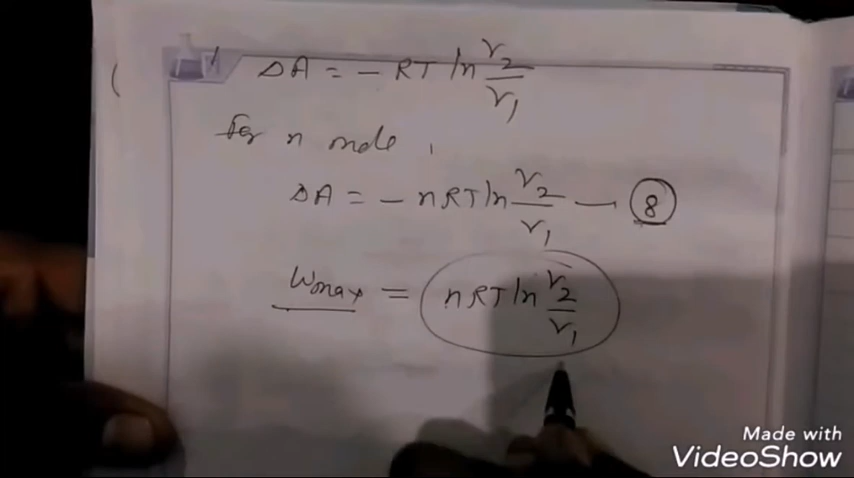 ΔA = - RT ln V₂/V₁
For n mole,
ΔA = - nRT ln V₂/V₁ — ⑧
Wmax = nRT ln V₂/V₁
Made with
VideoShow